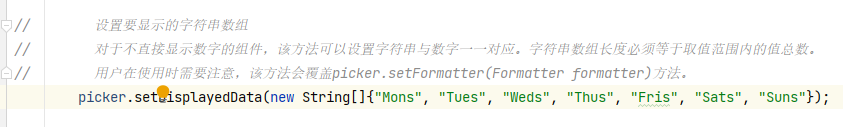 // 设置要显示的字符串数组
// 对于不直接显示数字的组件，该方法可以设置字符串与数字一一对应。字符串数组长度必须等于取值范围内的值总数。
// 用户在使用时需要注意，该方法会覆盖picker.setFormatter(Formatter formatter)方法。
picker.setDisplayedData(new String[]{"Mons", "Tues", "Weds", "Thus", "Fris", "Sats", "Suns"});